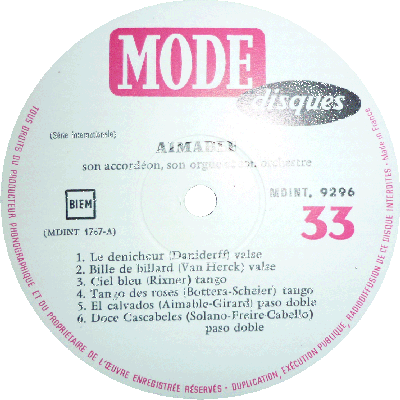 MODE
disques
(Série Internationale)
AIMABLE
son accordéon, son orgue et son orchestre
BIEM
MDINT. 9296
33
(MDINT 1767-A)
1. Le denicheur (Daniderff) valse
2. Bille de billard (Van Herck) valse
3. Ciel bleu (Rixner) tango
4. Tango des roses (Bottera-Scheier) tango
5. El calvados (Aimable-Girard) paso doble
6. Doce Cascabeles (Solano-Freire-Cabello)
paso doble
TOUS DROITS DU PRODUCTEUR PHONOGRAPHIQUE ET DU PROPRIÉTAIRE DE L'ŒUVRE ENREGISTRÉE RÉSERVÉS - DUPLICATION, EXÉCUTION PUBLIQUE, RADIODIFFUSION DE CE DISQUE INTERDITES - Made in France